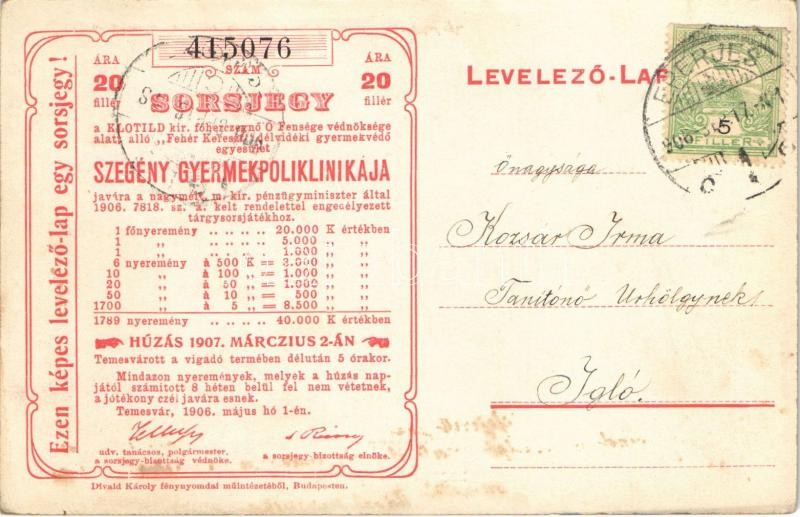 Ezen képes levelező-lap egy sorsjegy!
415076
SZÁM
ÁRA
20
fillér
ÁRA
20
fillér
SORSJEGY
a KLOTILD kir. főherczegnő Ő Fensége védnöksége
alatt álló „Fehér Kereszt" délvidéki gyermekvédő
egyesület
SZEGÉNY GYERMEKPOLIKLINIKÁJA
javára a nagymélt. m. kir. pénzügyminiszter által
1906. 7818. sz. a. kelt rendelettel engedélyezett
tárgysorsjátékhoz.
1 főnyeremény .. .. .. .. 20.000 K értékben
1 „ .. .. .. .. 5.000 „ „
1 „ .. .. .. .. 1.000 „ „
6 nyeremény à 500 K == 3.000 „ „
10 „ à 100 „ = 1.000 „ „
20 „ à 50 „ = 1.000 „ „
50 „ à 10 „ = 500 „ „
1700 „ à 5 „ = 8.500 „ „
1789 nyeremény .. .. .. .. 40.000 K értékben
HÚZÁS 1907. MÁRCZIUS 2-ÁN
Temesvárott a vigadó termében délután 5 órakor.
Mindazon nyeremények, melyek a húzás nap-
jától számított 8 héten belül fel nem vétetnek,
a jótékony czél javára esnek.
Temesvár, 1906. május hó 1-én.
udv. tanácsos, polgármester,
a sorsjegy-bizottság védnöke.
a sorsjegy-bizottság elnöke.
Divald Károly fénynyomdai műintézetéből, Budapesten.
LEVELEZŐ-LAP
EPERJES
5
FILLÉR
Önnagysága
Kozsár Irma
Tanítónő Urhölgynek
Igló.